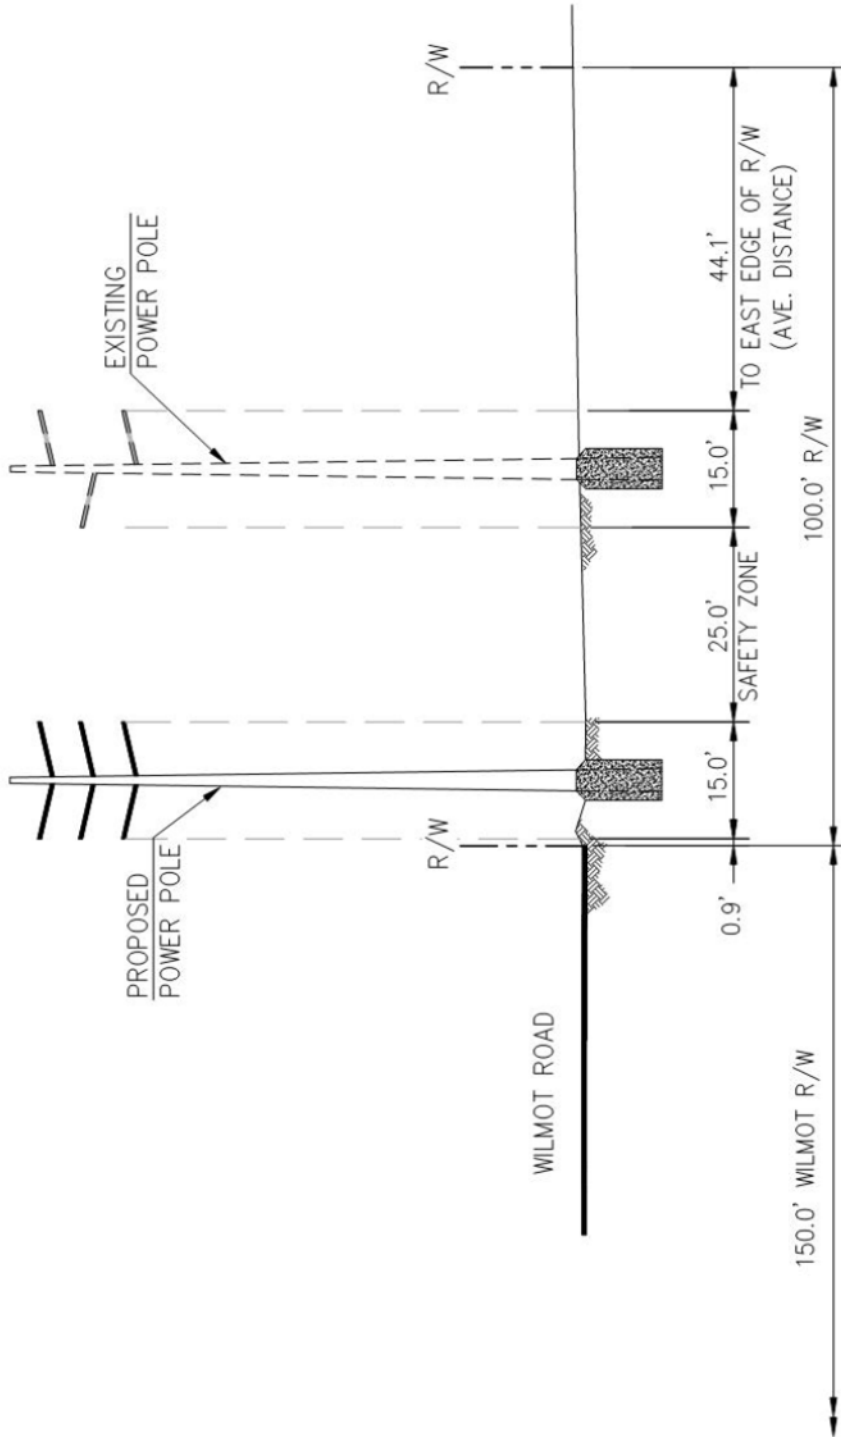 PROPOSED
POWER POLE
EXISTING
POWER POLE
R/W
R/W
WILMOT ROAD
0.9'
15.0'
25.0'
SAFETY ZONE
15.0'
44.1'
TO EAST EDGE OF R/W
(AVE. DISTANCE)
150.0' WILMOT R/W
100.0' R/W